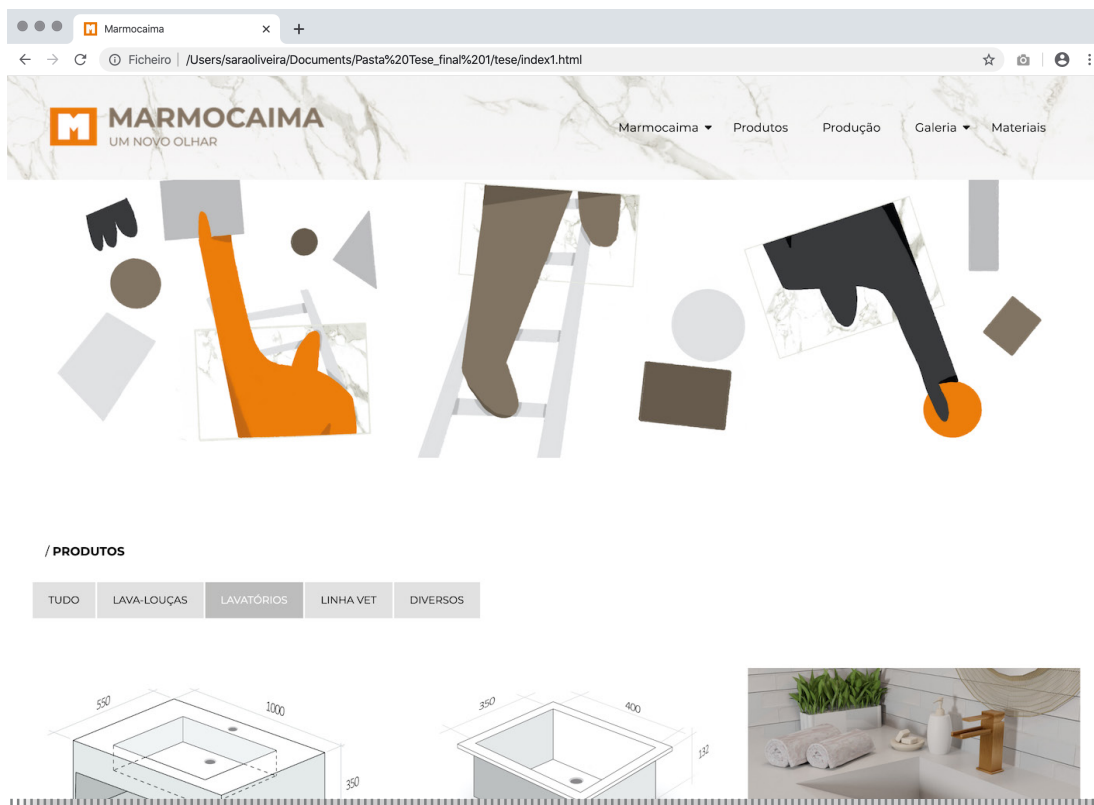 Marmocaima
Ficheiro /Users/saraoliveira/Documents/Pasta%20Tese_final%201/tese/index1.html
MARMOCAIMA
UM NOVO OLHAR
Marmocaima Produtos Produção Galeria Materiais
/ PRODUTOS
TUDO LAVA-LOUÇAS LAVATÓRIOS LINHA VET DIVERSOS
550 1000 350
350 400 132